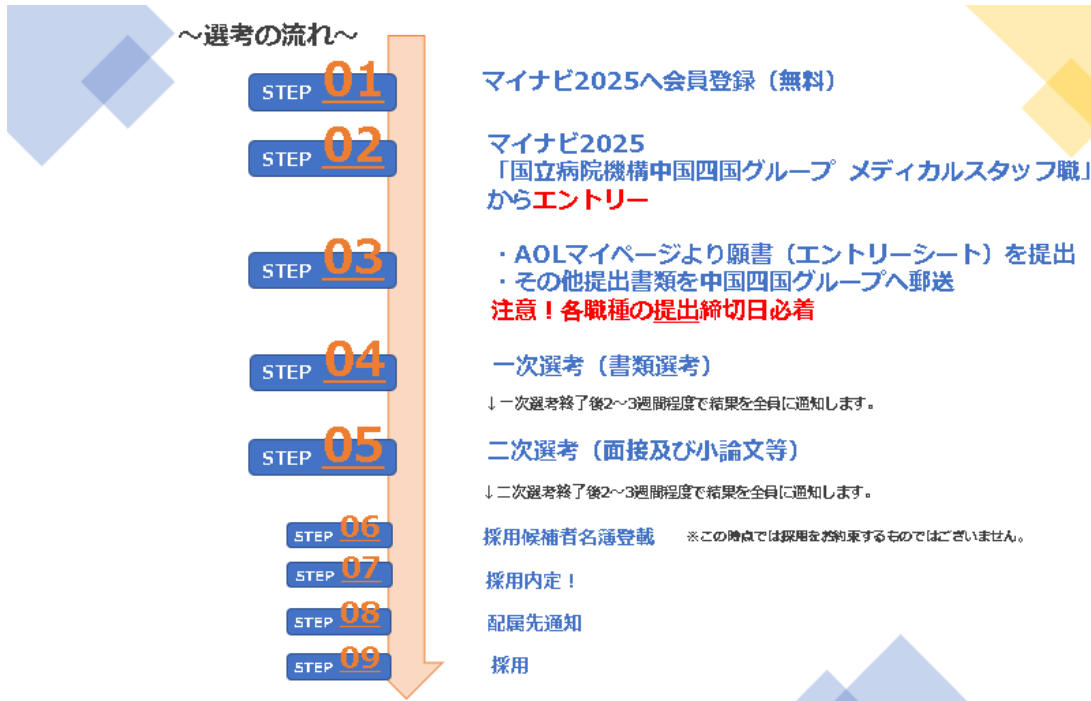 ～選考の流れ～
STEP 01
マイナビ2025へ会員登録（無料）
STEP 02
マイナビ2025
「国立病院機構中国四国グループ メディカルスタッフ職」
からエントリー
STEP 03
・AOLマイページより願書（エントリーシート）を提出
・その他提出書類を中国四国グループへ郵送
注意！各職種の提出締切日必着
STEP 04
一次選考（書類選考）
↓一次選考終了後2～3週間程度で結果を全員に通知します。
STEP 05
二次選考（面接及び小論文等）
↓二次選考終了後2～3週間程度で結果を全員に通知します。
STEP 06
採用候補者名簿登載 ※この時点では採用をお約束するものではございません。
STEP 07
採用内定！
STEP 08
配属先通知
STEP 09
採用